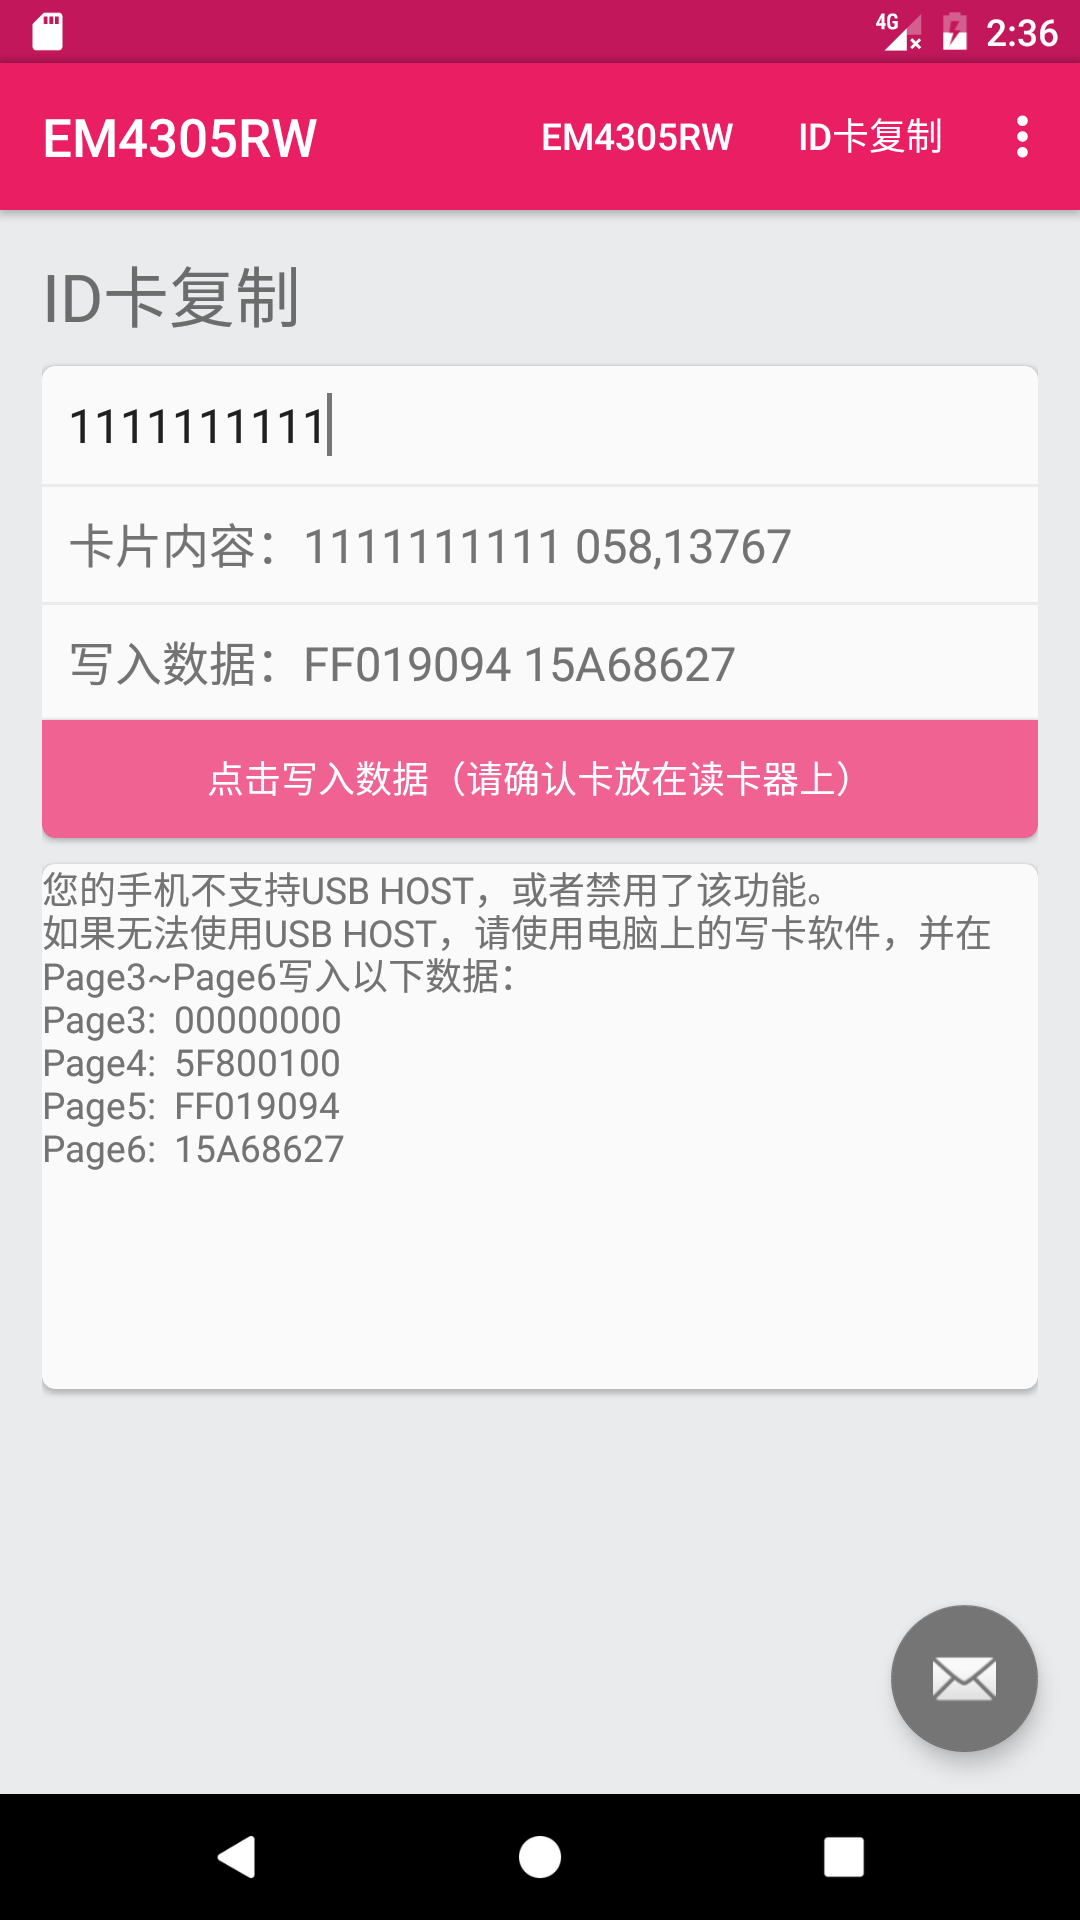 4G 2:36
EM4305RW EM4305RW ID卡复制
ID卡复制
1111111111
卡片内容：1111111111 058,13767
写入数据：FF019094 15A68627
点击写入数据（请确认卡放在读卡器上）
您的手机不支持USB HOST，或者禁用了该功能。
如果无法使用USB HOST，请使用电脑上的写卡软件，并在
Page3~Page6写入以下数据：
Page3: 00000000
Page4: 5F800100
Page5: FF019094
Page6: 15A68627